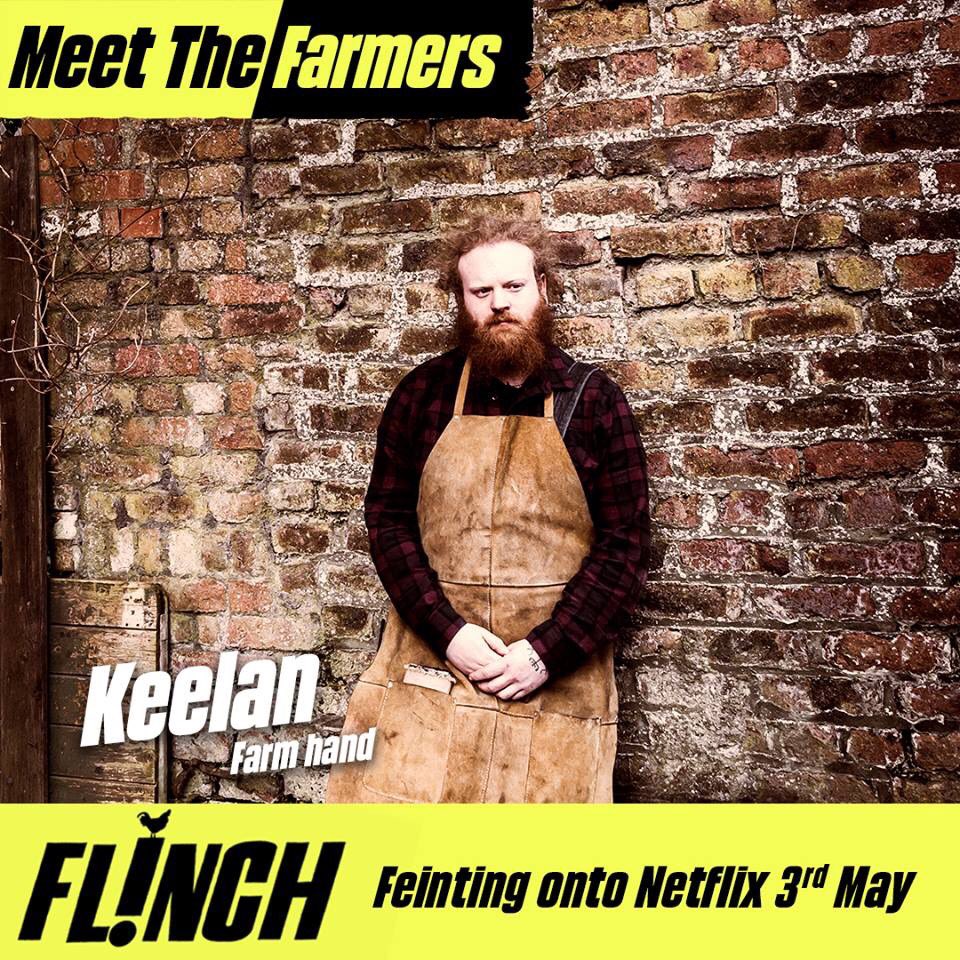 Meet The Farmers
Keelan
Farm hand
FL!NCH
Feinting onto Netflix 3rd May